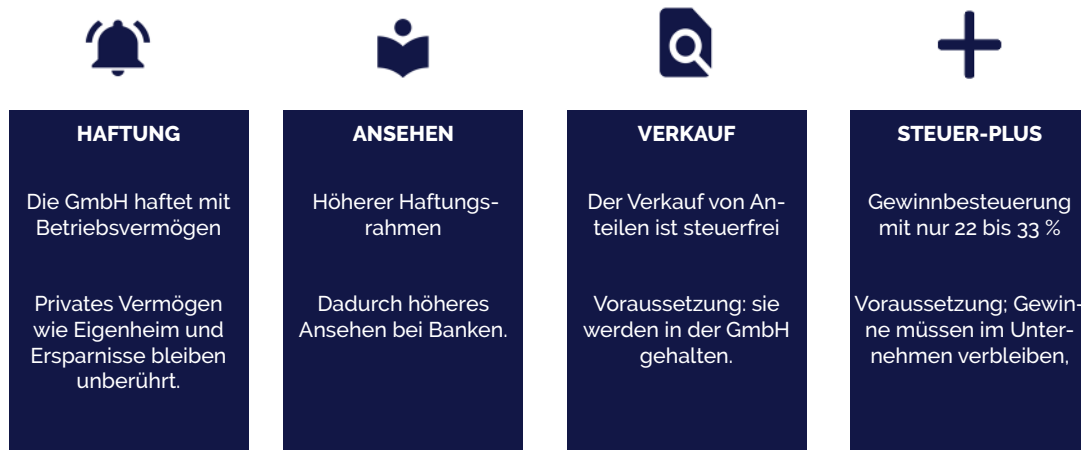 HAFTUNG
Die GmbH haftet mit
Betriebsvermögen
Privates Vermögen
wie Eigenheim und
Ersparnisse bleiben
unberührt.
ANSEHEN
Höherer Haftungs-
rahmen
Dadurch höheres
Ansehen bei Banken.
VERKAUF
Der Verkauf von An-
teilen ist steuerfrei
Voraussetzung: sie
werden in der GmbH
gehalten.
STEUER-PLUS
Gewinnbesteuerung
mit nur 22 bis 33 %
Voraussetzung; Gewin-
ne müssen im Unter-
nehmen verbleiben,